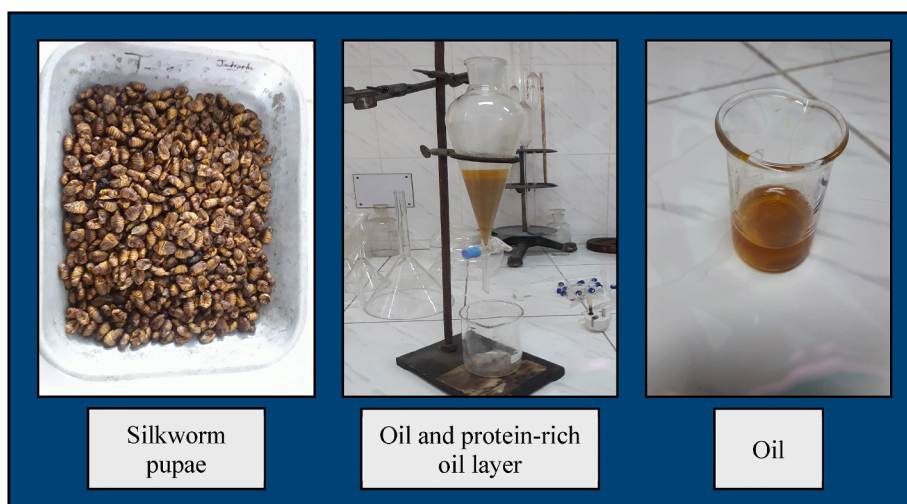 Silkworm
pupae
Oil and protein-rich
oil layer
Oil